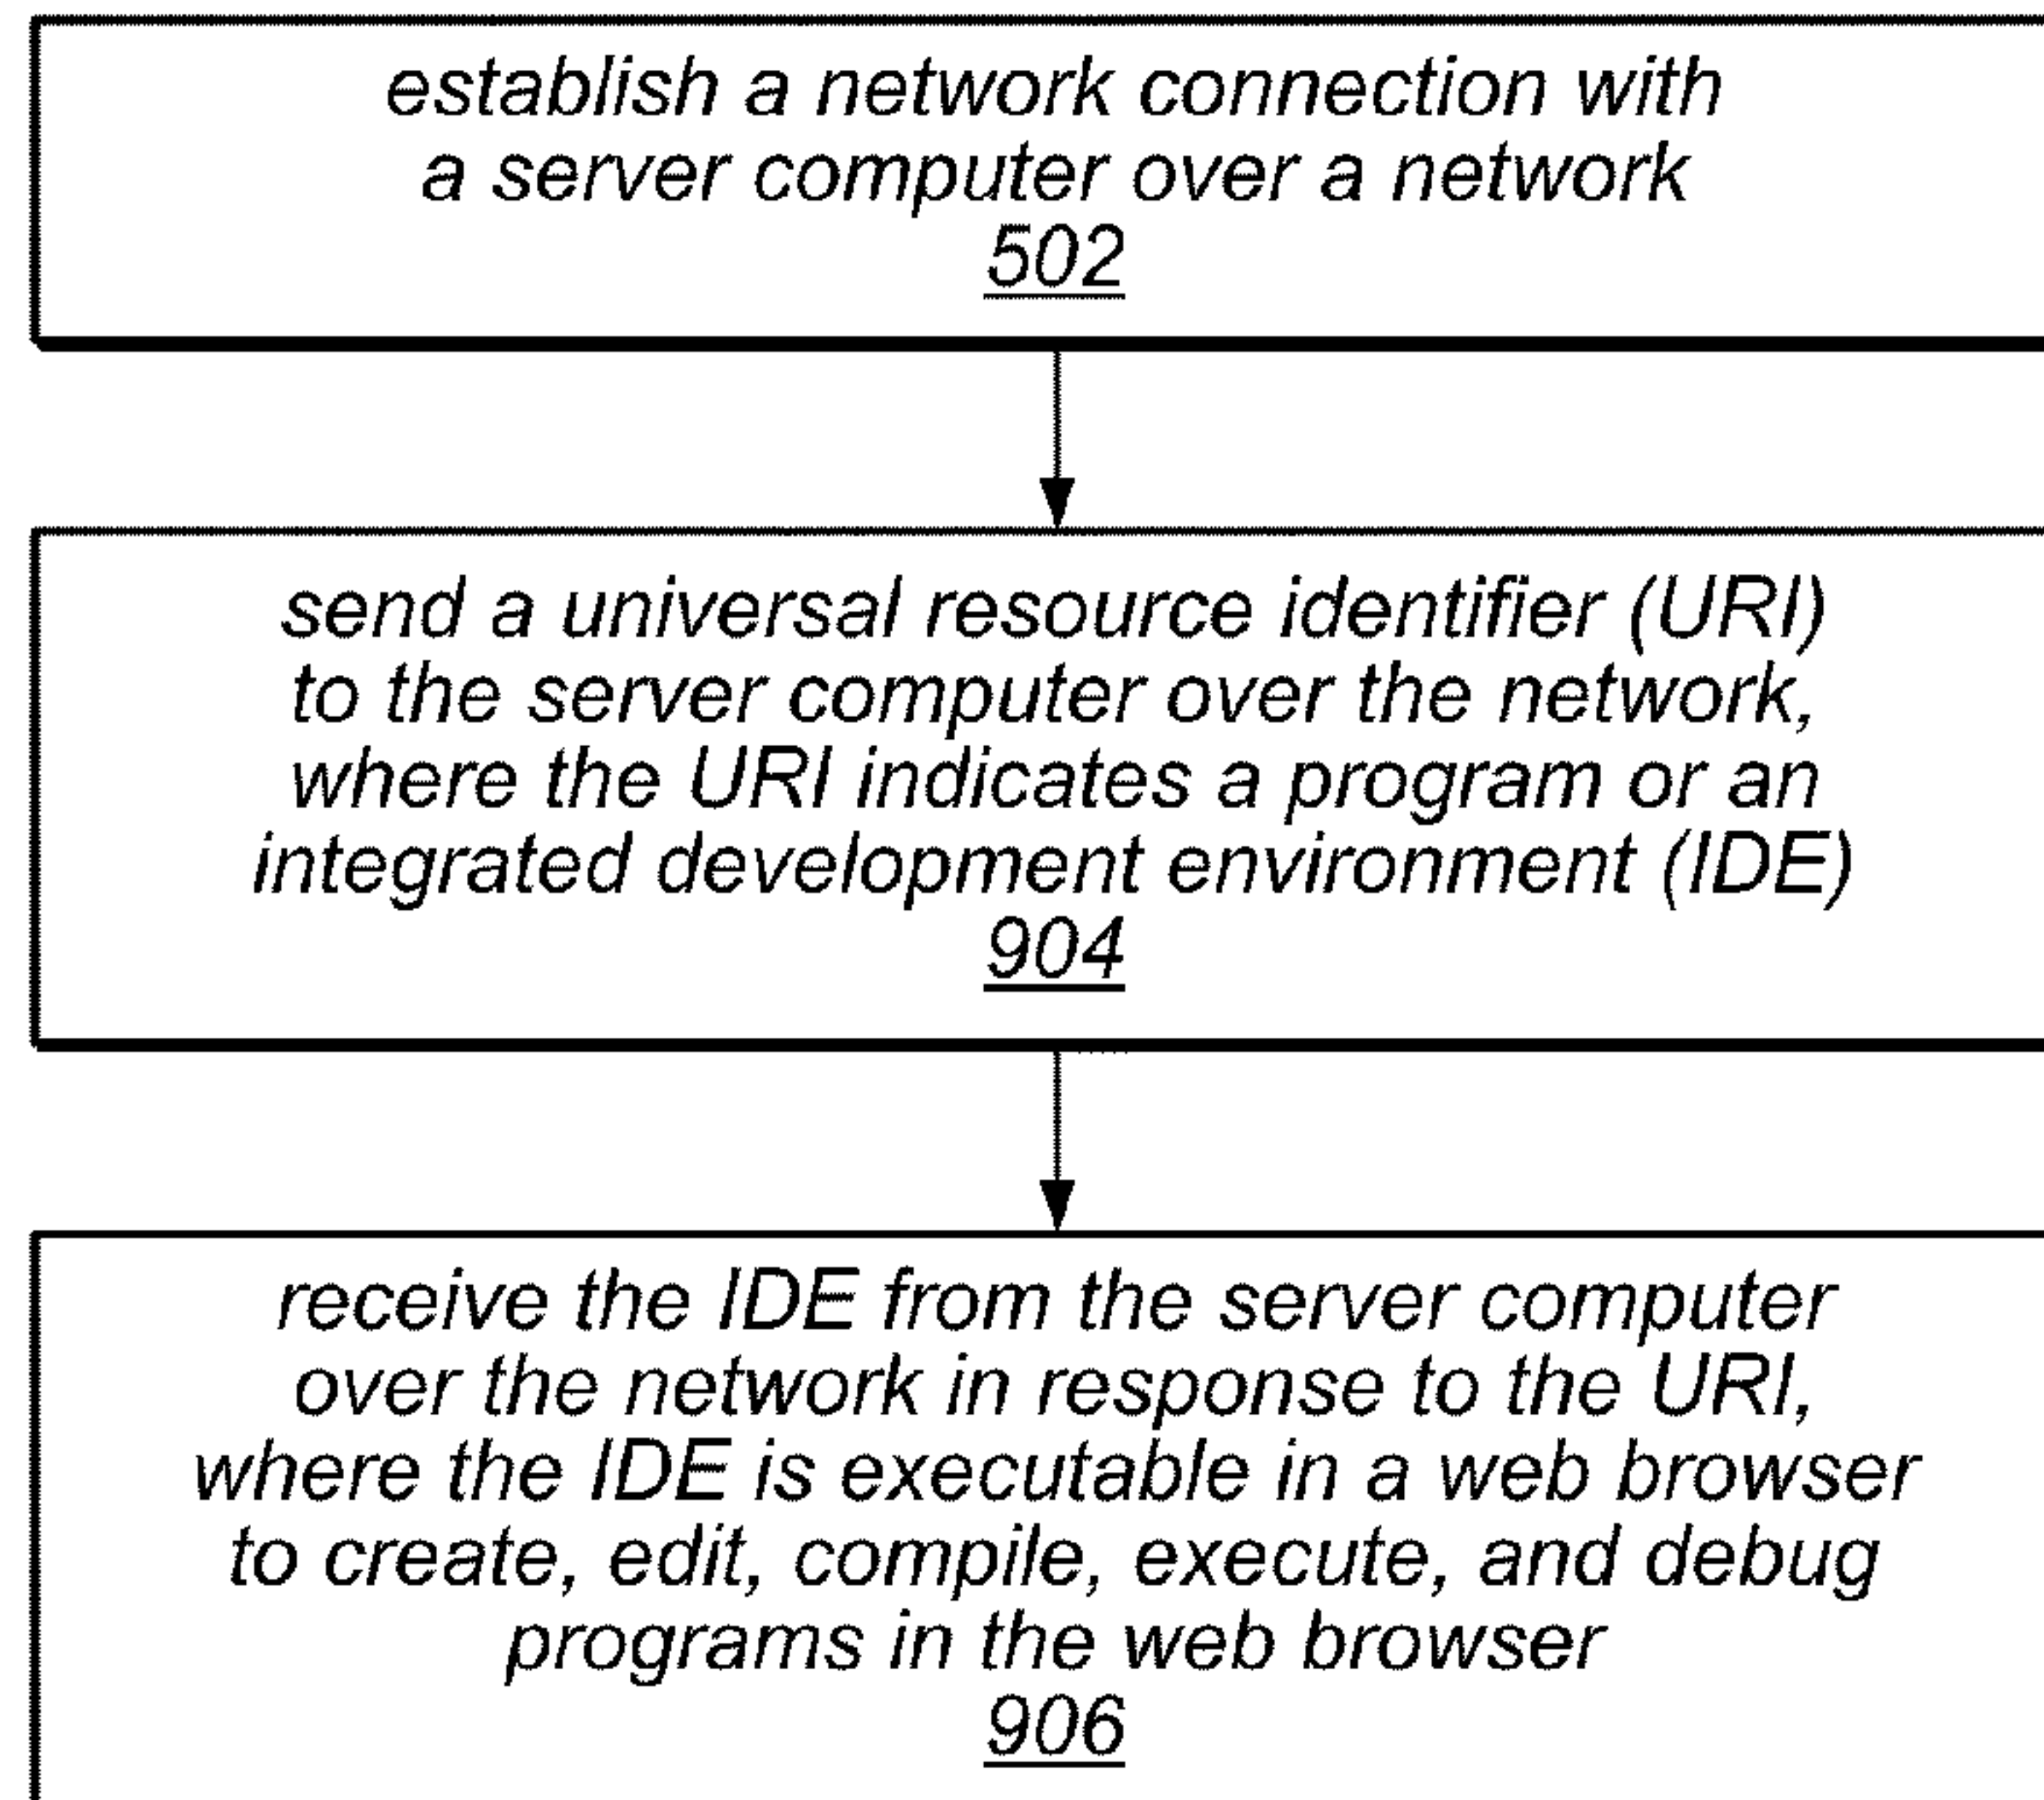 establish a network connection with
a server computer over a network
502
send a universal resource identifier (URI)
to the server computer over the network,
where the URI indicates a program or an
integrated development environment (IDE)
904
receive the IDE from the server computer
over the network in response to the URI,
where the IDE is executable in a web browser
to create, edit, compile, execute, and debug
programs in the web browser
906